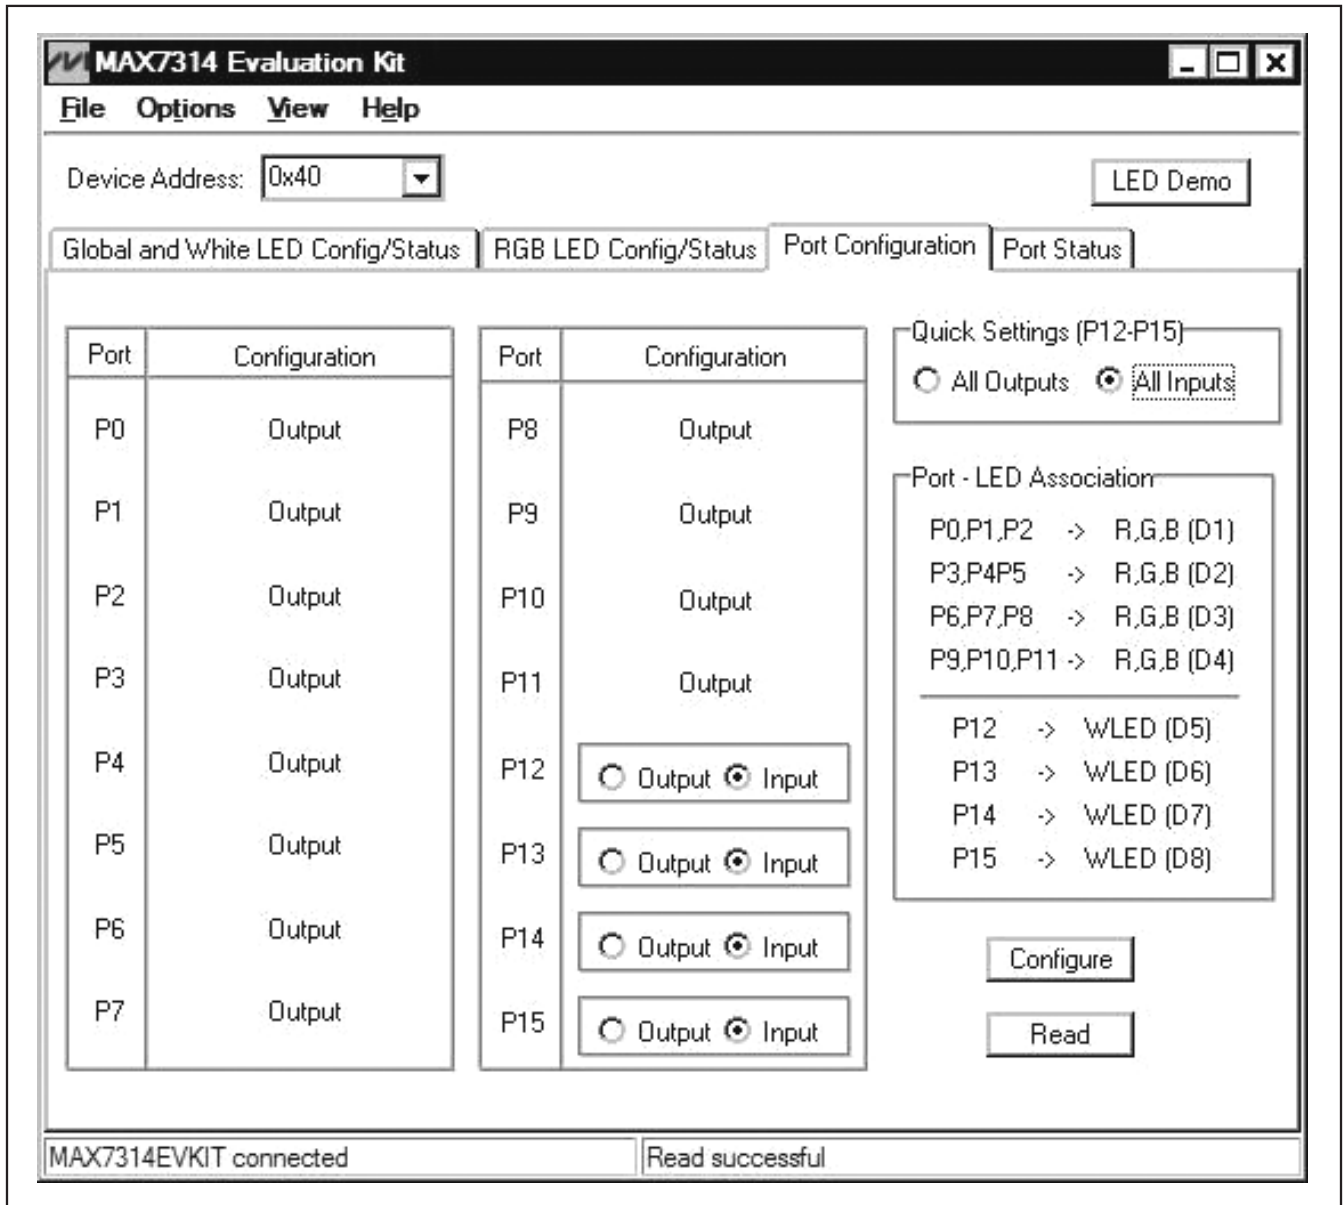 MAX7314 Evaluation Kit
File Options View Help
Device Address: 0x40
LED Demo
Global and White LED Config/Status
RGB LED Config/Status
Port Configuration
Port Status
Port Configuration
P0 Output
P1 Output
P2 Output
P3 Output
P4 Output
P5 Output
P6 Output
P7 Output
Port Configuration
P8 Output
P9 Output
P10 Output
P11 Output
P12 Output Input
P13 Output Input
P14 Output Input
P15 Output Input
Quick Settings (P12-P15)
All Outputs All Inputs
Port - LED Association
P0,P1,P2 -> R,G,B (D1)
P3,P4P5 -> R,G,B (D2)
P6,P7,P8 -> R,G,B (D3)
P9,P10,P11 -> R,G,B (D4)
P12 -> WLED (D5)
P13 -> WLED (D6)
P14 -> WLED (D7)
P15 -> WLED (D8)
Configure
Read
MAX7314EVKIT connected
Read successful